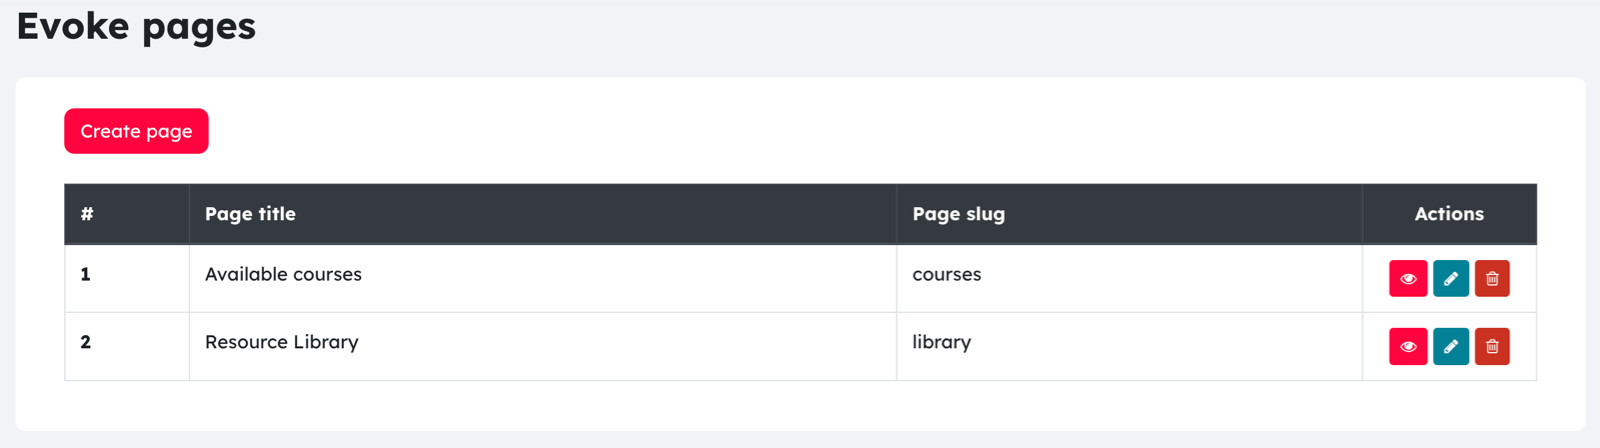 Evoke pages
Create page
# Page title Page slug Actions
1 Available courses courses
2 Resource Library library